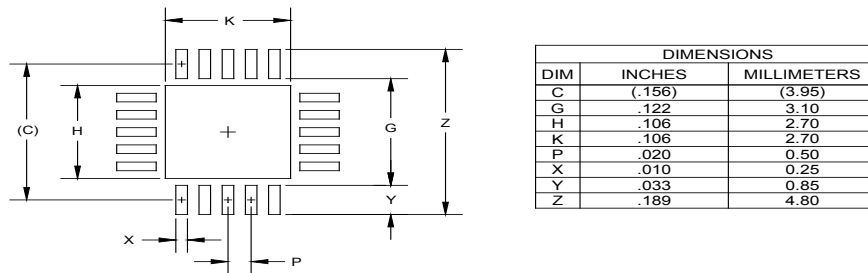 K
(C)
H
G
Z
Y
X
P
DIMENSIONS
DIM INCHES MILLIMETERS
C (.156) (3.95)
G .122 3.10
H .106 2.70
K .106 2.70
P .020 0.50
X .010 0.25
Y .033 0.85
Z .189 4.80